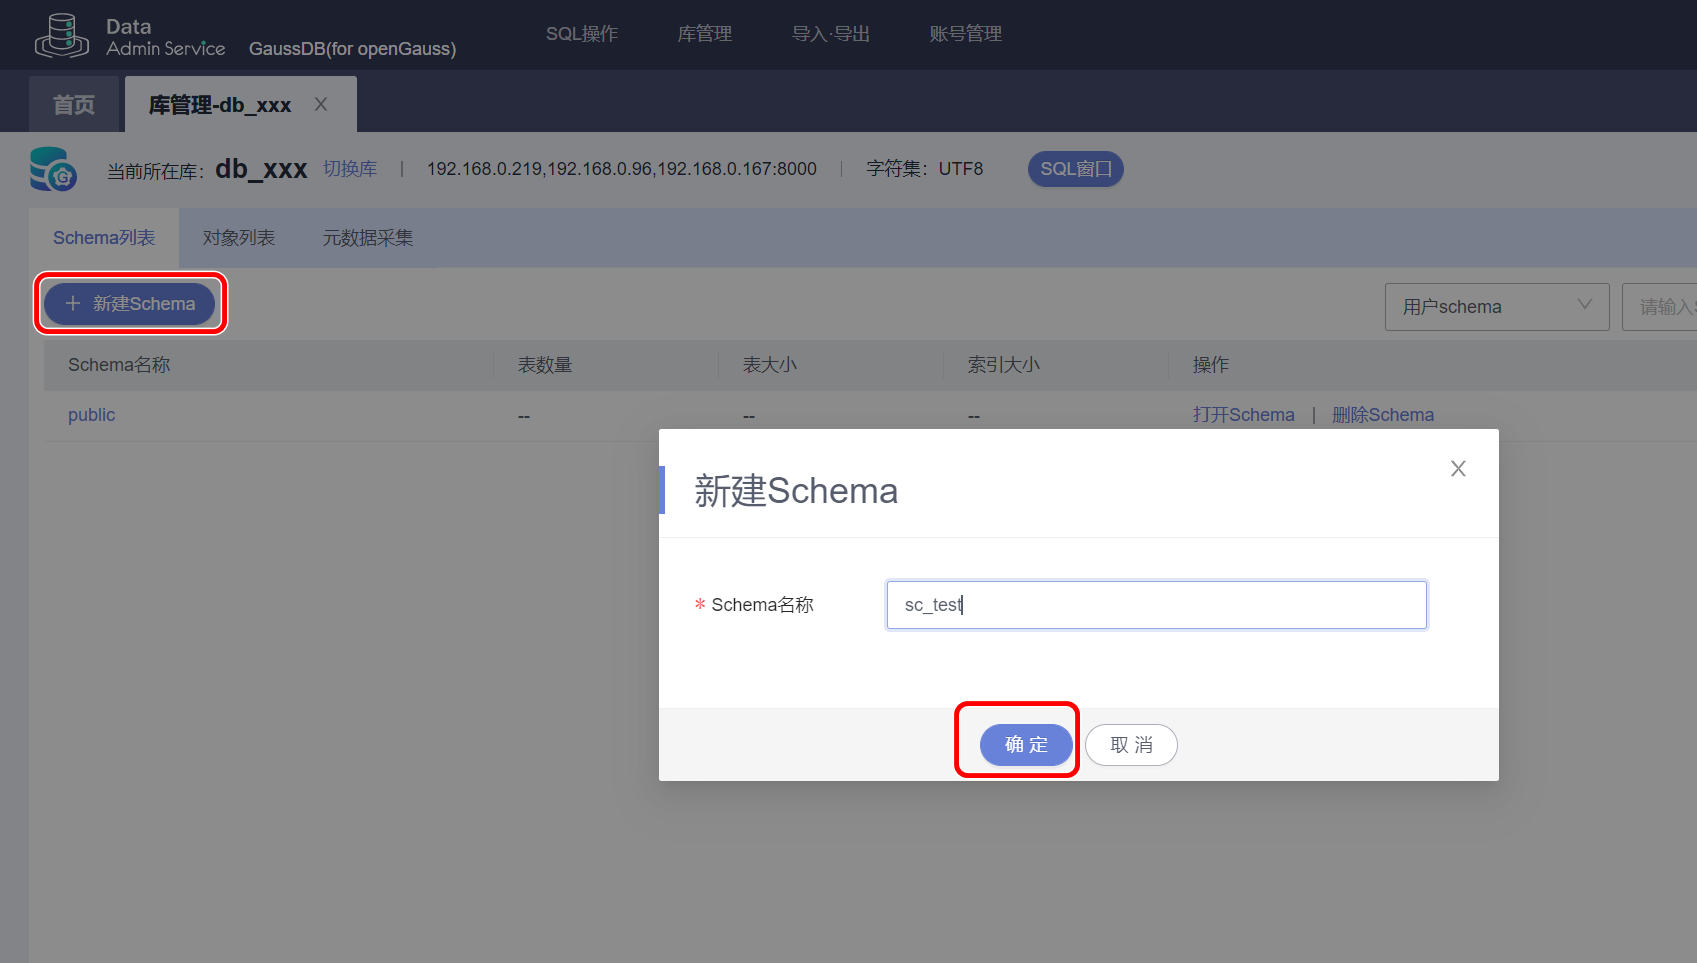 Data
Admin Service GaussDB(for openGauss) SQL操作 库管理 导入·导出 账号管理
首页 库管理-db_xxx X
当前所在库: db_xxx 切换库 | 192.168.0.219,192.168.0.96,192.168.0.167:8000 | 字符集: UTF8 SQL窗口
Schema列表 对象列表 元数据采集
+ 新建Schema 用户schema 请输入
Schema名称 表数量 表大小 索引大小 操作
public -- -- -- 打开Schema | 删除Schema
新建Schema X
* Schema名称 sc_test
确 定 取 消